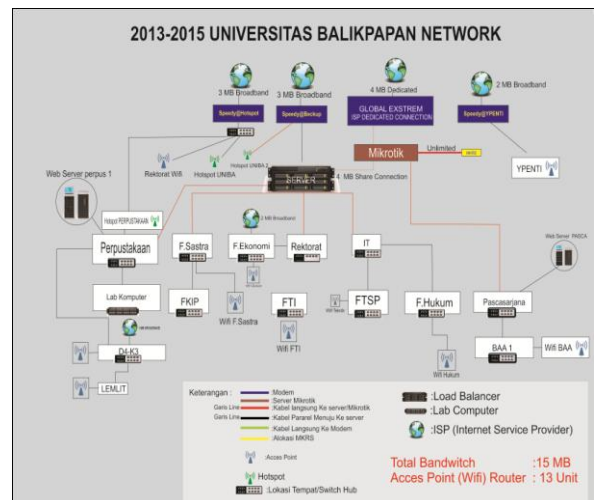 2013-2015 UNIVERSITAS BALIKPAPAN NETWORK
3 MB Broadband
3 MB Broadband
4 MB Dedicated
2 MB Broadband
Speedy@Hotspot
Speedy@Backup
GLOBAL EXSTREM
ISP DEDICATED CONNECTION
Speedy@YPENTI
Mikrotik
Unlimited
Rektorat Wifi
Hotspot UNIBA
Hotspot UNIBA 2
YPENTI
SERVER
4 MB Share Connection
Web Server perpus 1
Hotspot PERPUSTAKAAN
Web Server PASCA
2 MB Broadband
Perpustakaan
F.Sastra
F.Ekonomi
Rektorat
IT
Lab Komputer
FKIP
Wifi F.Sastra
FTI
Wifi FTI
FTSP
F.Hukum
Wifi Hukum
Pascasarjana
BAA 1
Wifi BAA
D4-K3
LEMLIT
Keterangan :
:Modem
:Server Mikrotik
Garis Line :Kabel langsung Ke server/Mikrotik
Garis Line :Kabel Pararel Menuju Ke server
:Kabel Langsung Ke Modem
:Alokasi MKRS
:Acces Point
:Hotspot
:Lokasi Tempat/Switch Hub
:Load Balancer
:Lab Computer
:ISP (Internet Service Provider)
Total Bandwitch :15 MB
Acces Point (Wifi) Router : 13 Unit